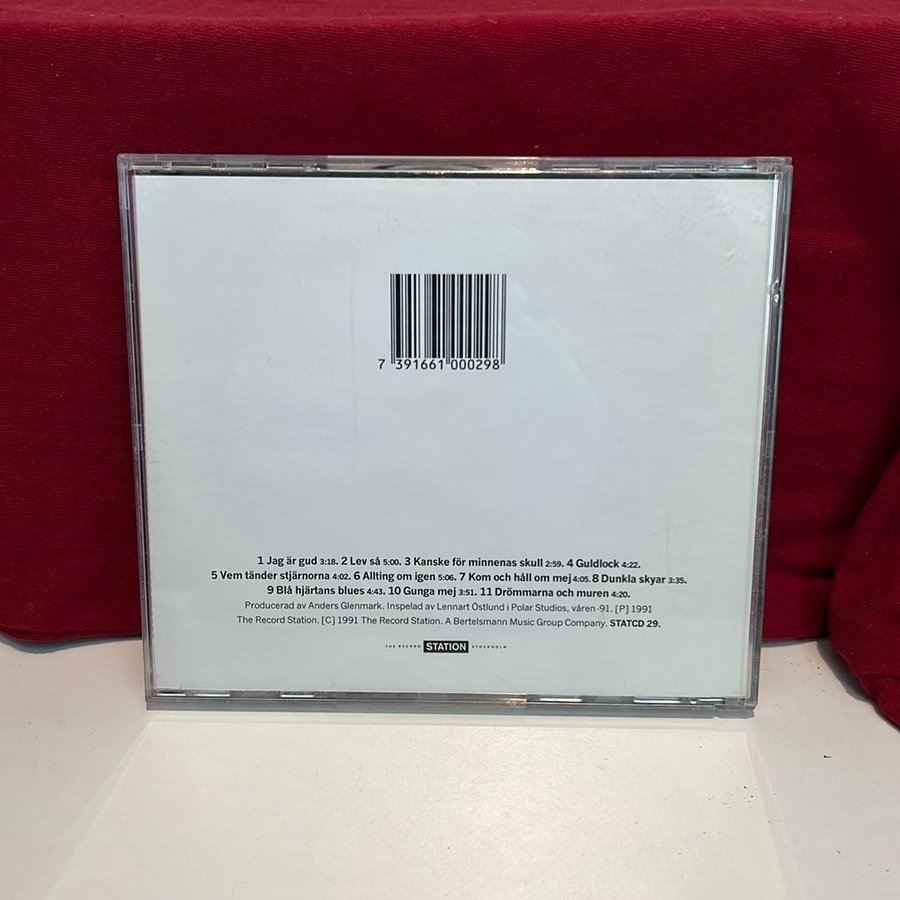 7 391661 000298
1 Jag är gud 3:18. 2 Lev så 5:00. 3 Kanske för minnenas skull 2:59. 4 Guldlock 4:22.
5 Vem tänder stjärnorna 4:02. 6 Allting om igen 5:06. 7 Kom och håll om mej 4:05. 8 Dunkla skyar 3:35.
9 Blå hjärtans blues 4:43. 10 Gunga mej 3:51. 11 Drömmarna och muren 4:20.
Producerad av Anders Glenmark. Inspelad av Lennart Östlund i Polar Studios, våren -91. [P] 1991
The Record Station. [C] 1991 The Record Station. A Bertelsmann Music Group Company. STATCD 29.
THE RECORD STATION STOCKHOLM